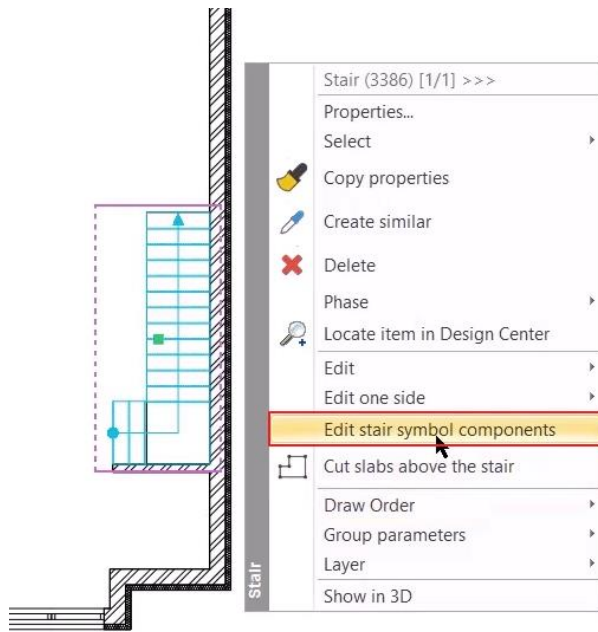 Stair (3386) [1/1] >>>
Properties...
Select
Copy properties
Create similar
Delete
Phase
Locate item in Design Center
Edit
Edit one side
Edit stair symbol components
Cut slabs above the stair
Draw Order
Group parameters
Layer
Show in 3D
Stair